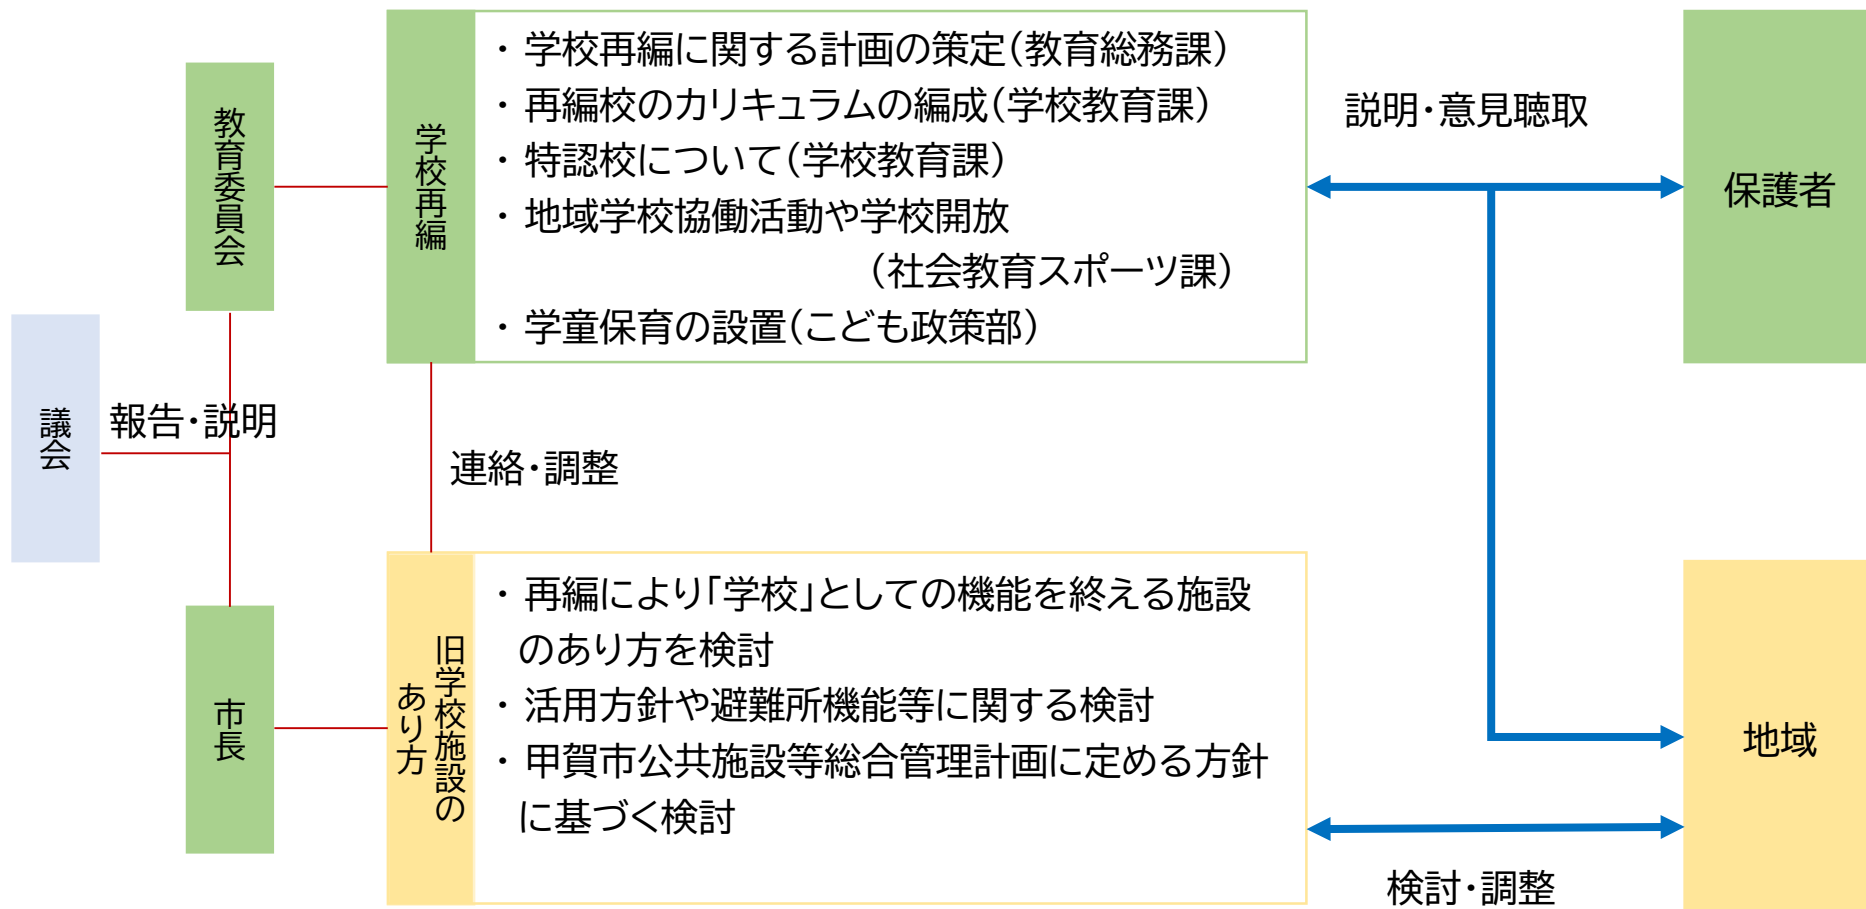 議会
報告・説明
教育委員会
市長
学校再編
・学校再編に関する計画の策定(教育総務課)
・再編校のカリキュラムの編成(学校教育課)
・特認校について(学校教育課)
・地域学校協働活動や学校開放
(社会教育スポーツ課)
・学童保育の設置(こども政策部)
連絡・調整
旧学校施設の
あり方
・再編により「学校」としての機能を終える施設
のあり方を検討
・活用方針や避難所機能等に関する検討
・甲賀市公共施設等総合管理計画に定める方針
に基づく検討
説明・意見聴取
保護者
地域
検討・調整